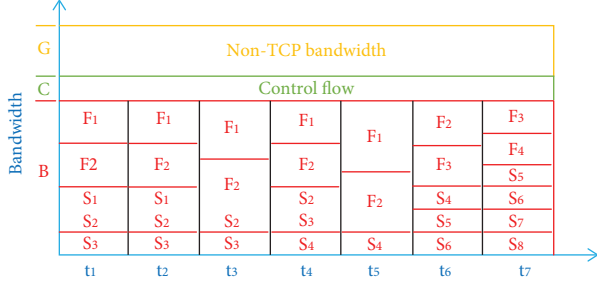 G
Non-TCP bandwidth
C
Control flow
Bandwidth
B
F1 F1 F1 F1 F1 F2 F3
F2 F2 F2 F2 F2 F3 F4
S5
S1 S1 S2 S4 S6
S2 S2 S2 S3 S5 S7
S3 S3 S3 S4 S4 S6 S8
t1 t2 t3 t4 t5 t6 t7